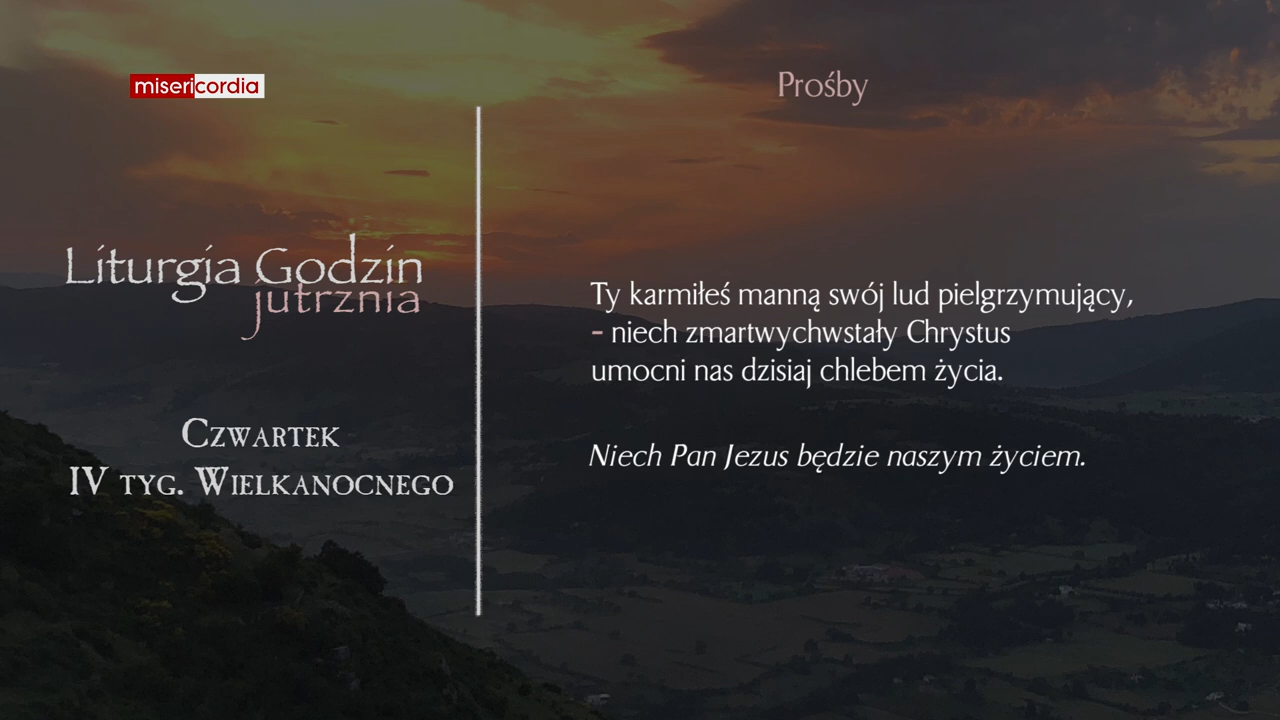 misericordia
Liturgia Godzin
jutrznia
Czwartek
IV tyg. Wielkanocnego
Prośby
Ty karmiłeś manną swój lud pielgrzymujący,
- niech zmartwychwstały Chrystus
umocni nas dzisiaj chlebem życia.
Niech Pan Jezus będzie naszym życiem.